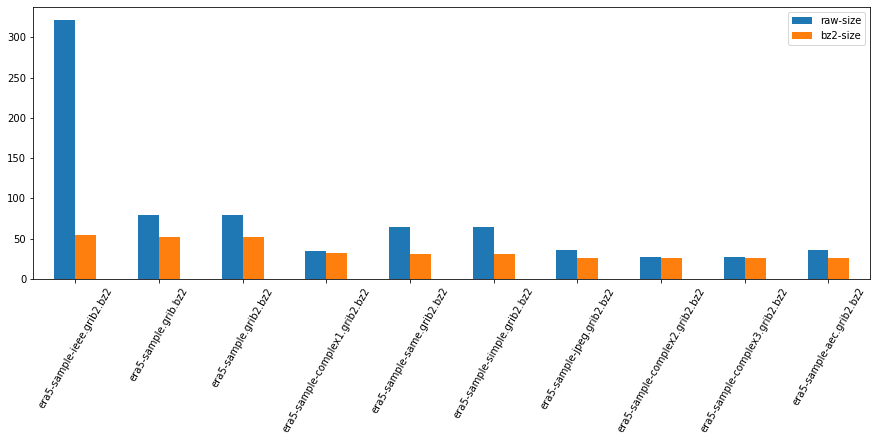 raw-size
bz2-size
300
250
200
150
100
50
0
era5-sample-ieee.grib2.bz2
era5-sample.grib.bz2
era5-sample.grib2.bz2
era5-sample-complex1.grib2.bz2
era5-sample-same.grib2.bz2
era5-sample-simple.grib2.bz2
era5-sample-jpeg.grib2.bz2
era5-sample-complex2.grib2.bz2
era5-sample-complex3.grib2.bz2
era5-sample-aec.grib2.bz2